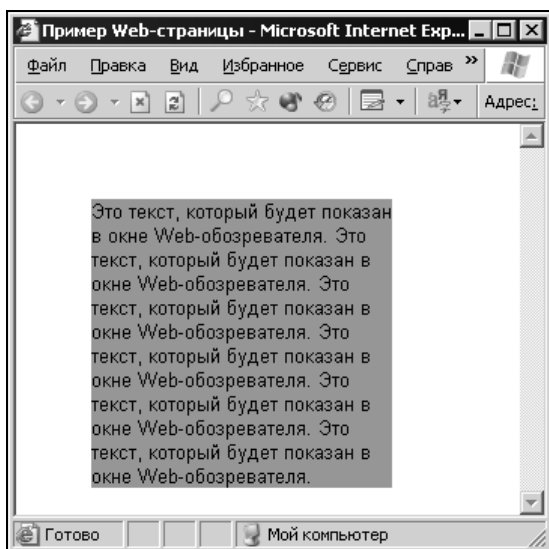 Пример Web-страницы - Microsoft Internet Exp...
Файл Правка Вид Избранное Сервис Справ »
Адрес:
Это текст, который будет показан
в окне Web-обозревателя. Это
текст, который будет показан в
окне Web-обозревателя. Это
текст, который будет показан в
окне Web-обозревателя. Это
текст, который будет показан в
окне Web-обозревателя. Это
текст, который будет показан в
окне Web-обозревателя. Это
текст, который будет показан в
окне Web-обозревателя.
Готово Мой компьютер